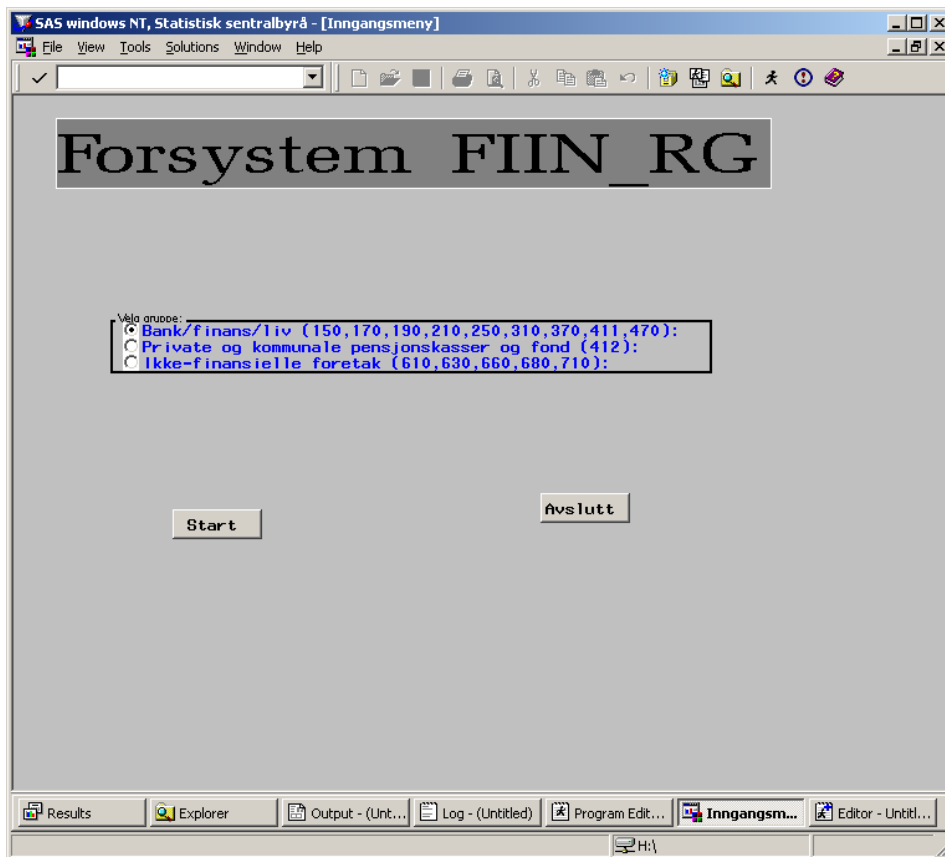 SAS windows NT, Statistisk sentralbyrå - [Inngangsmeny]
File View Tools Solutions Window Help
Forsystem FIIN_RG
Velg gruppe:
Bank/finans/liv (150,170,190,210,250,310,370,411,470):
Private og kommunale pensjonskasser og fond (412):
Ikke-finansielle foretak (610,630,660,680,710):
Avslutt
Start
Results Explorer Output - (Unt... Log - (Untitled) Program Edit... Inngangsm... Editor - Untitl...
H:\